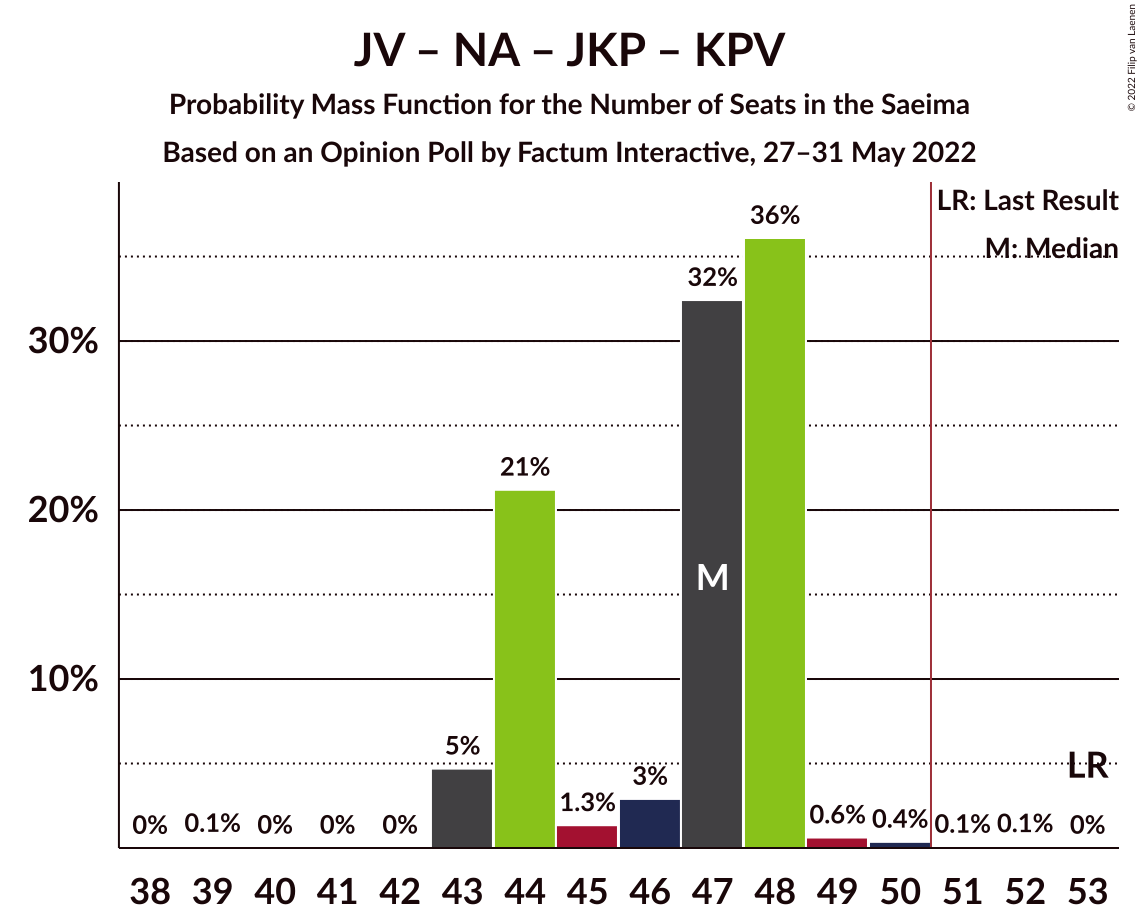 JV – NA – JKP – KPV
Probability Mass Function for the Number of Seats in the Saeima
Based on an Opinion Poll by Factum Interactive, 27–31 May 2022
© 2022 Filip van Laenen
LR: Last Result
M: Median
30%
20%
10%
0% 0.1% 0% 0% 0% 5% 21% 1.3% 3% 32% 36% 0.6% 0.4% 0.1% 0.1% 0%
M
LR
38 39 40 41 42 43 44 45 46 47 48 49 50 51 52 53